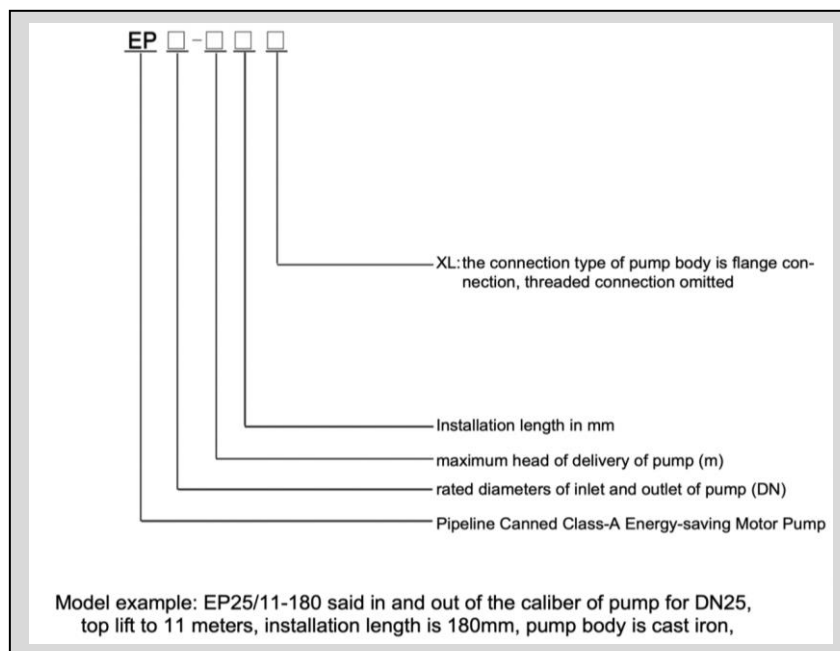 EP □-□ □ □
XL:the connection type of pump body is flange con-
nection, threaded connection omitted
Installation length in mm
maximum head of delivery of pump (m)
rated diameters of inlet and outlet of pump (DN)
Pipeline Canned Class-A Energy-saving Motor Pump
Model example: EP25/11-180 said in and out of the caliber of pump for DN25,
top lift to 11 meters, installation length is 180mm, pump body is cast iron,